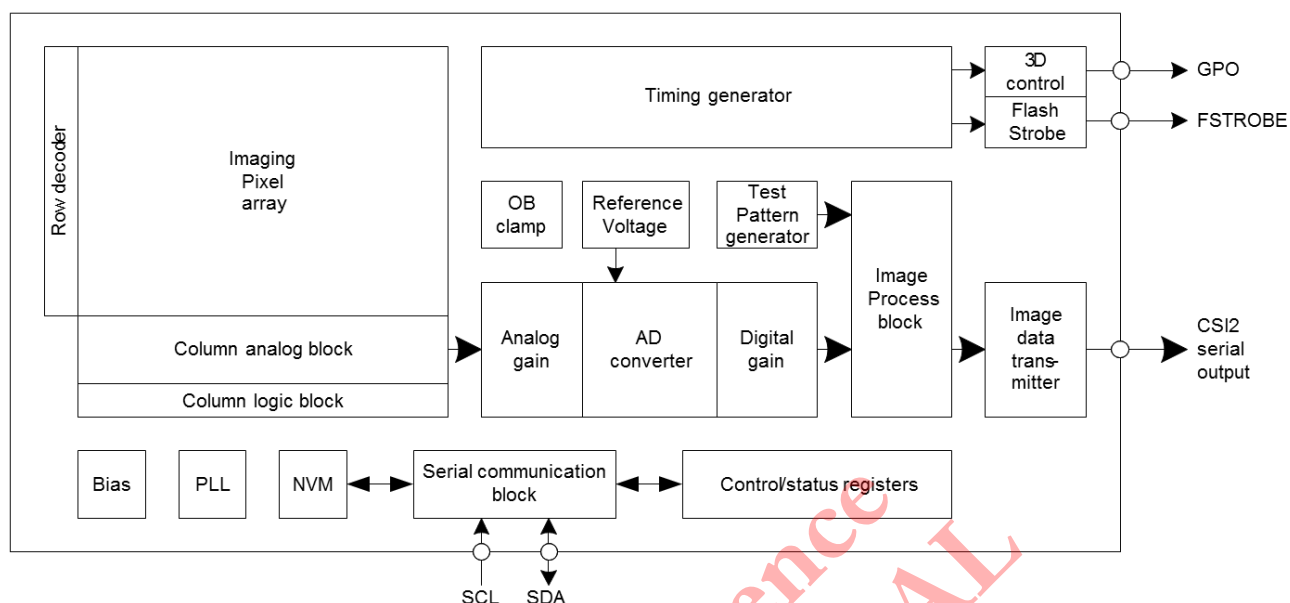 Row decoder
Imaging
Pixel
array
Column analog block
Column logic block
Timing generator
3D
control
Flash
Strobe
GPO
FSTROBE
OB
clamp
Reference
Voltage
Test
Pattern
generator
Analog
gain
AD
converter
Digital
gain
Image
Process
block
Image
data
trans-
mitter
CSI2
serial
output
Bias
PLL
NVM
Serial communication
block
Control/status registers
SCL
SDA
ence
AL